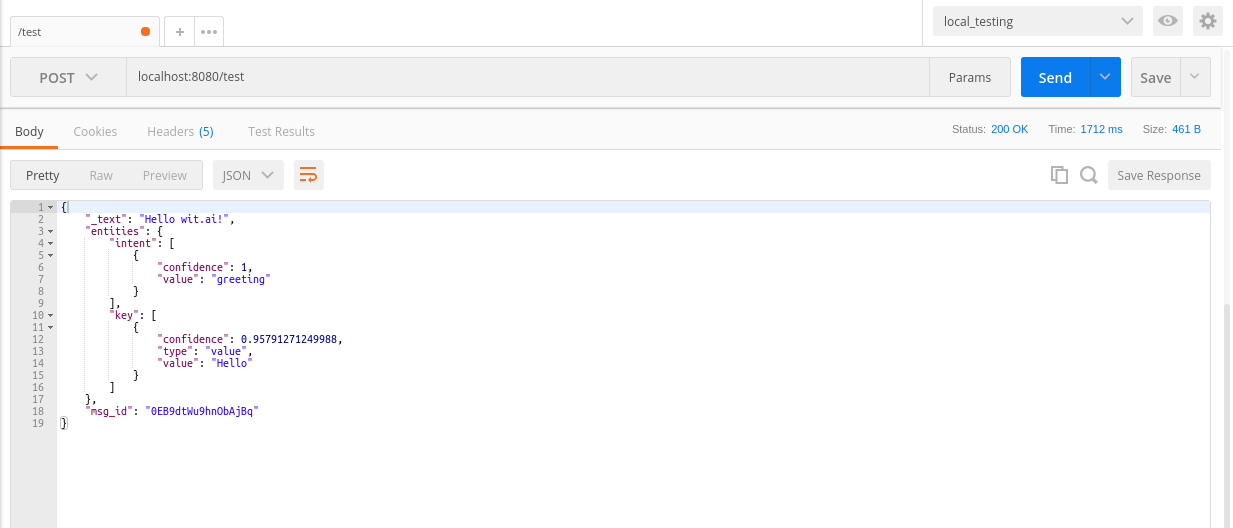 /test + ••• local_testing
POST localhost:8080/test Params Send Save
Body Cookies Headers (5) Test Results Status: 200 OK Time: 1712 ms Size: 461 B
Pretty Raw Preview JSON Save Response
1 {
2 "_text": "Hello wit.ai!",
3 "entities": {
4 "intent": [
5 {
6 "confidence": 1,
7 "value": "greeting"
8 }
9 ],
10 "key": [
11 {
12 "confidence": 0.95791271249988,
13 "type": "value",
14 "value": "Hello"
15 }
16 ]
17 },
18 "msg_id": "0EB9dtWu9hnObAjBq"
19 }